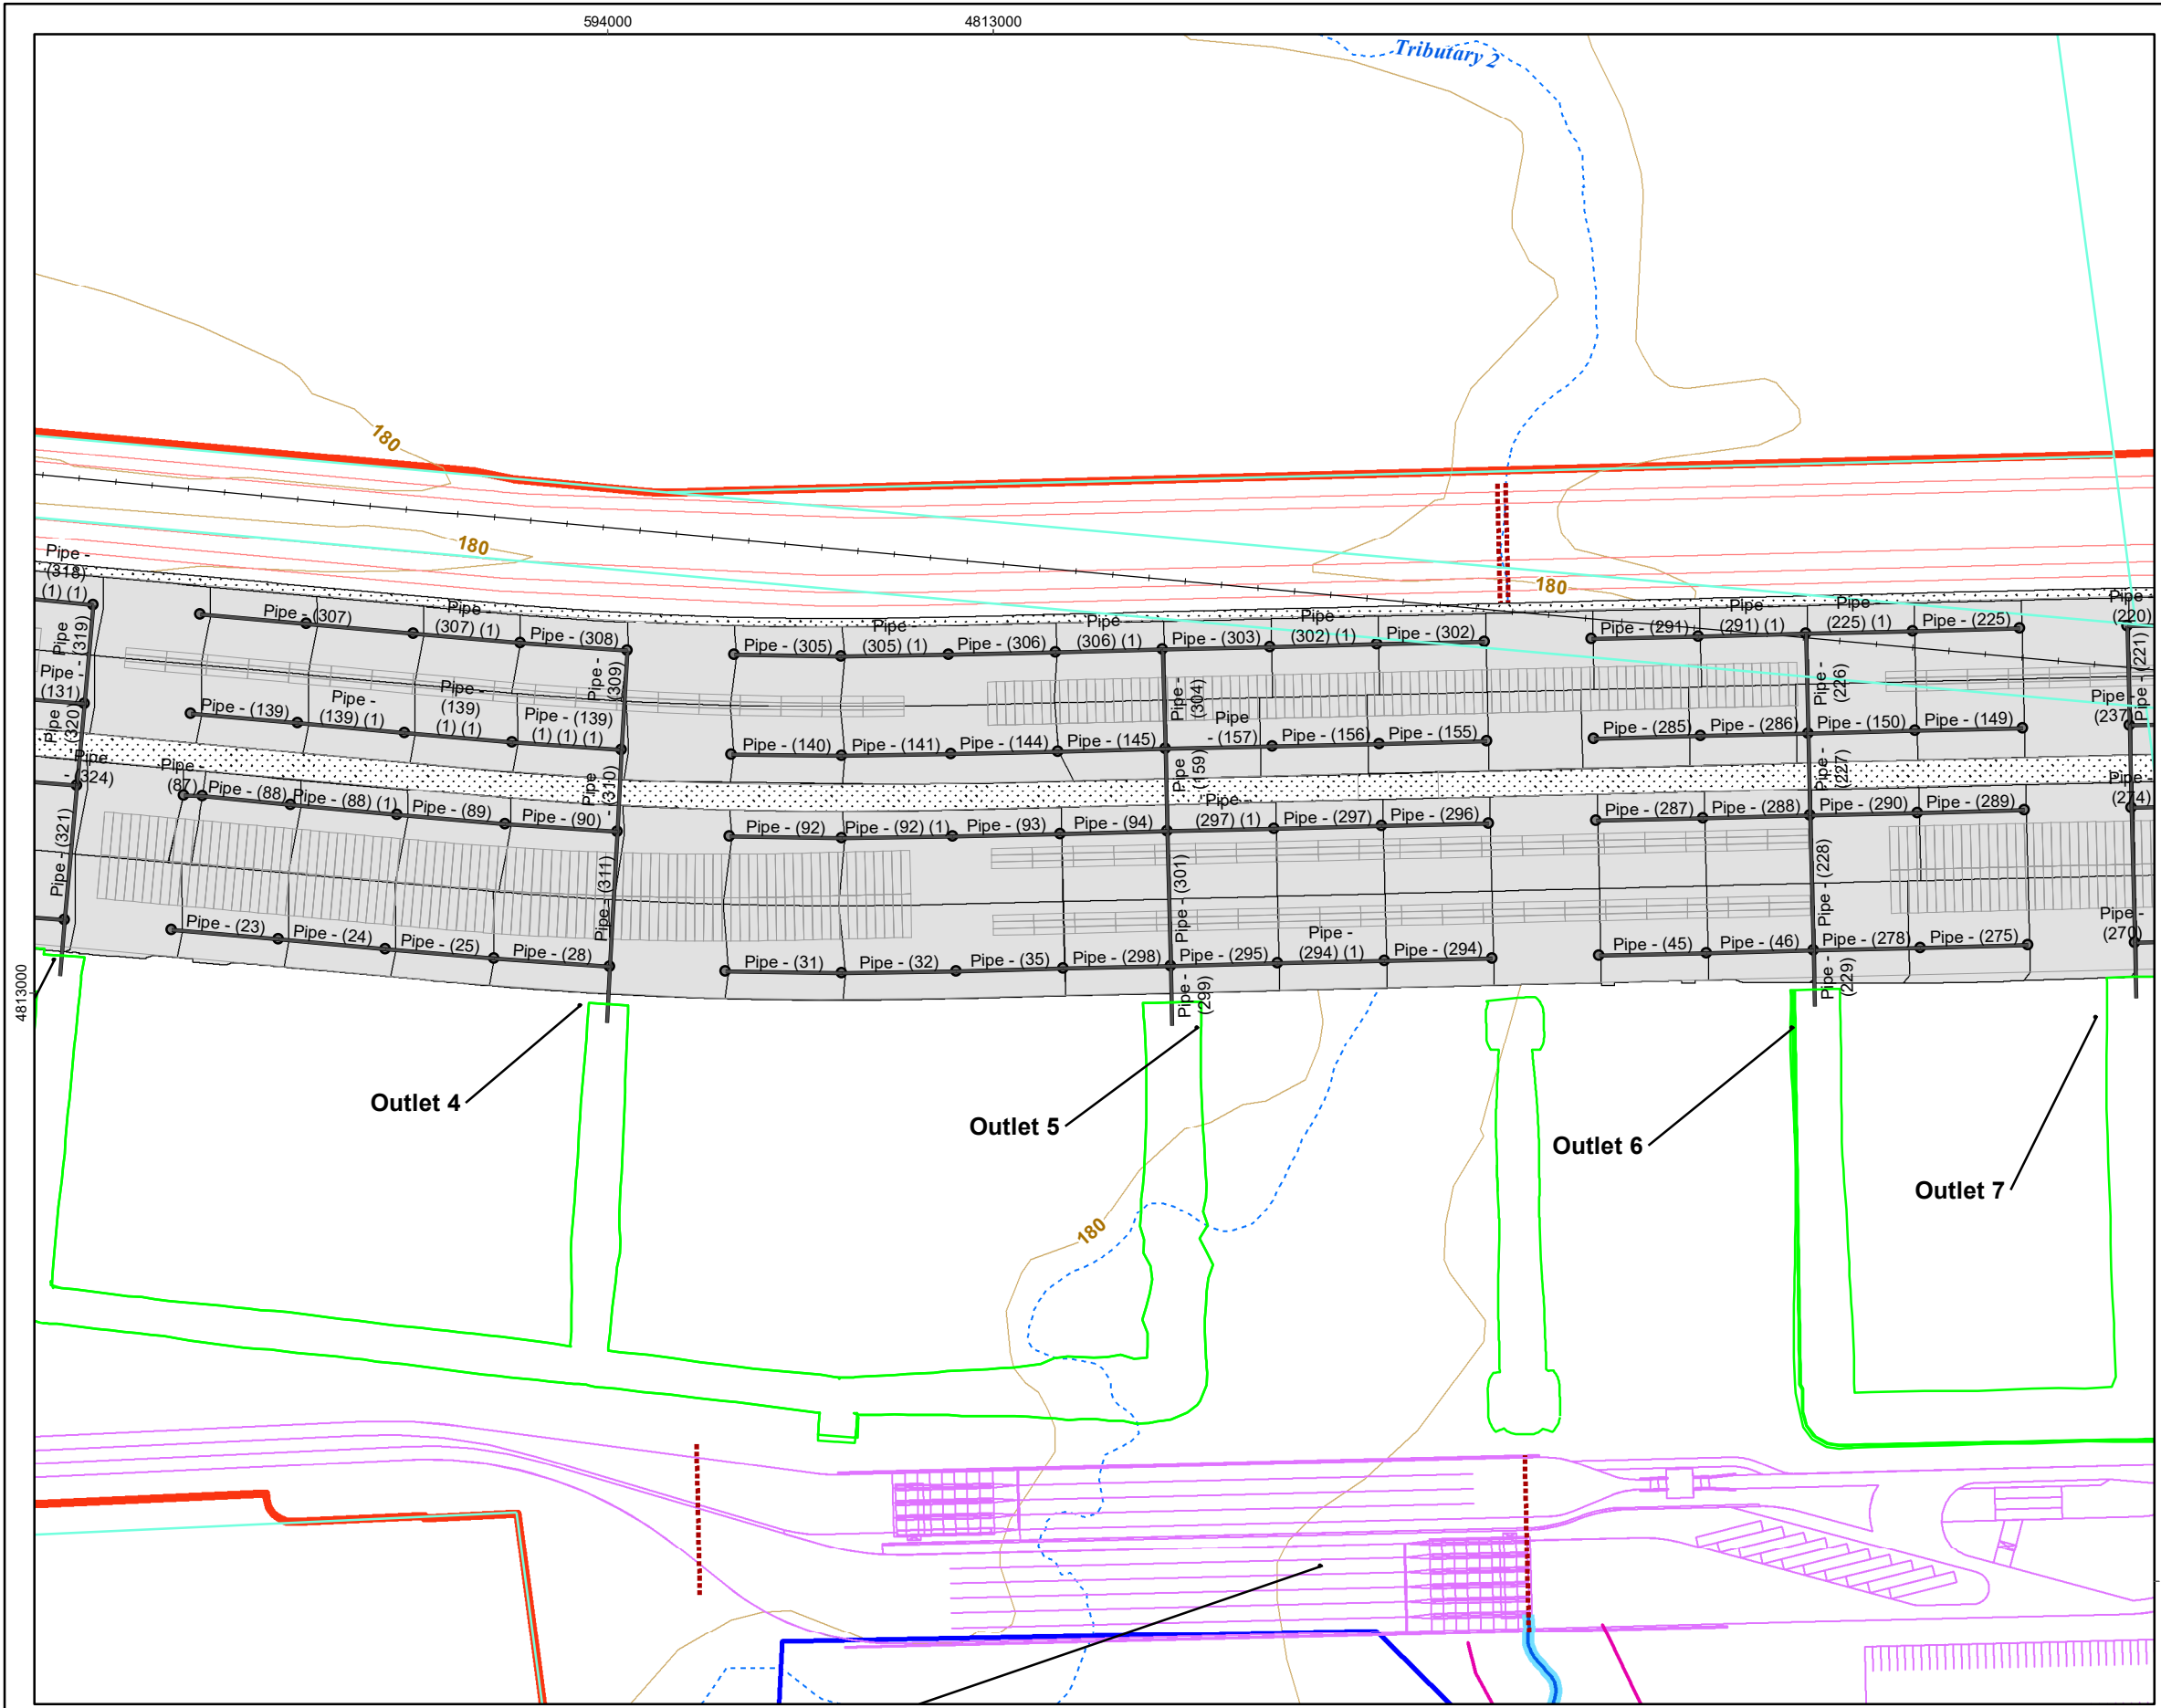 594000
4813000
Tributary 2
180
180
180
Pipe -
(318)
(1) (1)
Pipe - (307)
Pipe -
(307) (1)
Pipe - (308)
Pipe - (305)
Pipe -
(305) (1)
Pipe - (306)
Pipe -
(306) (1)
Pipe - (303)
Pipe -
(302) (1)
Pipe - (302)
Pipe - (291)
Pipe -
(291) (1)
Pipe -
(225) (1)
Pipe - (225)
Pipe -
(220)
Pipe -
(319)
Pipe -
(309)
Pipe -
(304)
Pipe -
(226)
Pipe - (221)
Pipe -
(131)
Pipe - (139)
Pipe -
(139) (1)
Pipe -
(139)
(1) (1)
Pipe - (139)
(1) (1) (1)
Pipe - (140)
Pipe - (141)
Pipe - (144)
Pipe - (145)
Pipe
- (157)
Pipe - (156)
Pipe - (155)
Pipe - (285)
Pipe - (286)
Pipe - (150)
Pipe - (149)
Pipe -
(237)
Pipe
- (320)
Pipe
- (310)
Pipe -
(159)
Pipe -
(227)
Pipe
- (324)
Pipe -
(87)
Pipe - (88)
Pipe - (88) (1)
Pipe - (89)
Pipe - (90)
Pipe - (92)
Pipe - (92) (1)
Pipe - (93)
Pipe - (94)
Pipe -
(297) (1)
Pipe - (297)
Pipe - (296)
Pipe - (287)
Pipe - (288)
Pipe - (290)
Pipe - (289)
Pipe -
(274)
Pipe - (321)
Pipe - (311)
Pipe - (301)
Pipe - (228)
Pipe - (23)
Pipe - (24)
Pipe - (25)
Pipe - (28)
Pipe - (31)
Pipe - (32)
Pipe - (35)
Pipe - (298)
Pipe - (295)
Pipe -
(294) (1)
Pipe - (294)
Pipe - (45)
Pipe - (46)
Pipe - (278)
Pipe - (275)
Pipe -
(270)
Pipe -
(299)
Pipe -
(229)
4813000
Outlet 4
Outlet 5
Outlet 6
Outlet 7
180